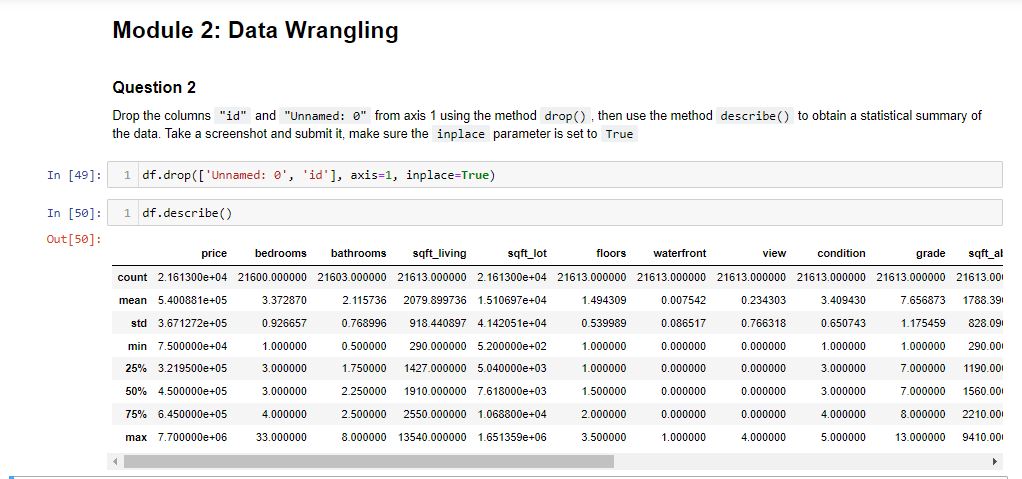 Module 2: Data Wrangling
Question 2
Drop the columns "id" and "Unnamed: 0" from axis 1 using the method drop() , then use the method describe() to obtain a statistical summary of
the data. Take a screenshot and submit it, make sure the inplace parameter is set to True
In [49]: 1 df.drop(['Unnamed: 0', 'id'], axis=1, inplace=True)
In [50]: 1 df.describe()
Out[50]:
price bedrooms bathrooms sqft_living sqft_lot floors waterfront view condition grade sqft_al
count 2.161300e+04 21600.000000 21603.000000 21613.000000 2.161300e+04 21613.000000 21613.000000 21613.000000 21613.000000 21613.000000 21613.00
mean 5.400881e+05 3.372870 2.115736 2079.899736 1.510697e+04 1.494309 0.007542 0.234303 3.409430 7.656873 1788.39
std 3.671272e+05 0.926657 0.768996 918.440897 4.142051e+04 0.539989 0.086517 0.766318 0.650743 1.175459 828.09
min 7.500000e+04 1.000000 0.500000 290.000000 5.200000e+02 1.000000 0.000000 0.000000 1.000000 1.000000 290.00
25% 3.219500e+05 3.000000 1.750000 1427.000000 5.040000e+03 1.000000 0.000000 0.000000 3.000000 7.000000 1190.00
50% 4.500000e+05 3.000000 2.250000 1910.000000 7.618000e+03 1.500000 0.000000 0.000000 3.000000 7.000000 1560.00
75% 6.450000e+05 4.000000 2.500000 2550.000000 1.068800e+04 2.000000 0.000000 0.000000 4.000000 8.000000 2210.00
max 7.700000e+06 33.000000 8.000000 13540.000000 1.651359e+06 3.500000 1.000000 4.000000 5.000000 13.000000 9410.00